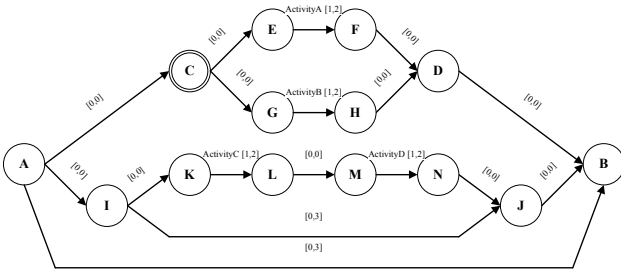 ActivityA [1,2]
E
F
[0,0]
[0,0]
C
D
[0,0]
[0,0]
ActivityB [1,2]
G
H
[0,0]
[0,0]
A
B
ActivityC [1,2]
[0,0]
ActivityD [1,2]
[0,0]
[0,0]
[0,0]
[0,0]
K
L
M
N
I
J
[0,3]
[0,3]